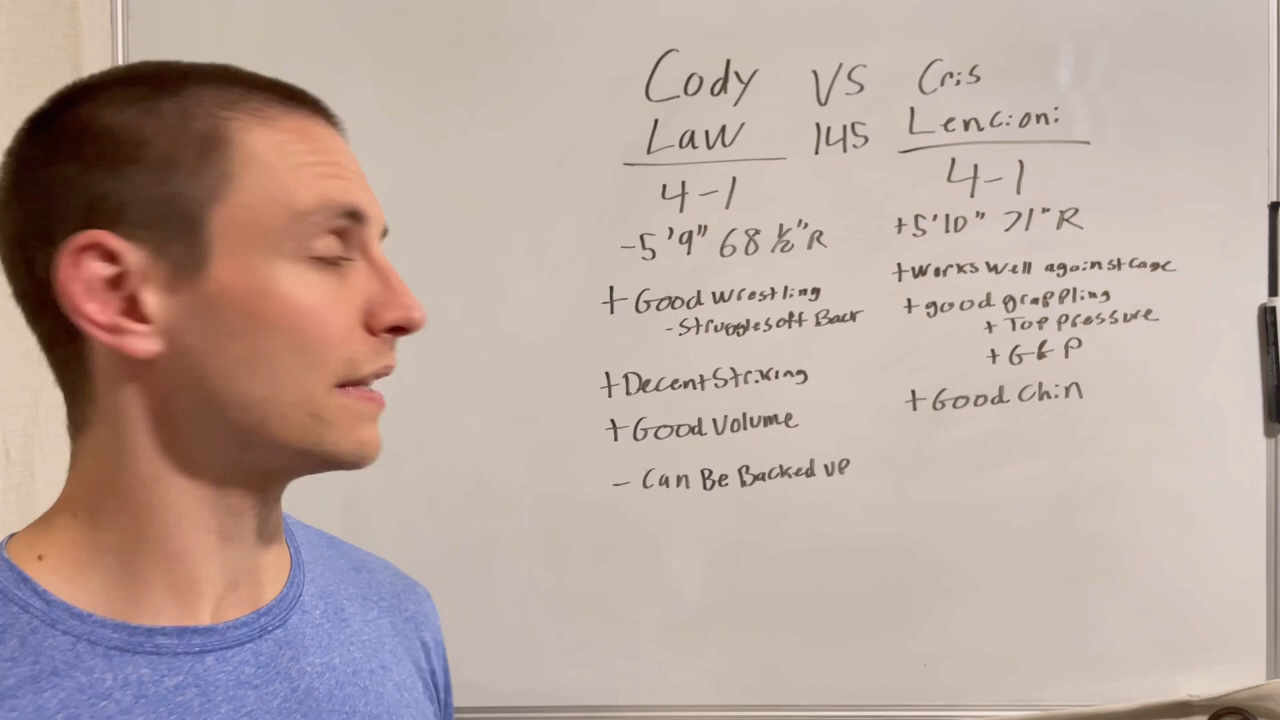 Cody VS Cris
Law 145 Lencioni
4-1
4-1
-5'9" 68 ½"R
+5'10" 71"R
+Good Wrestling
-Struggles off Back
+Decent Striking
+Good Volume
- Can Be Backed up
+Works Well against Cage
+good grappling
+Top Pressure
+G&P
+Good Chin